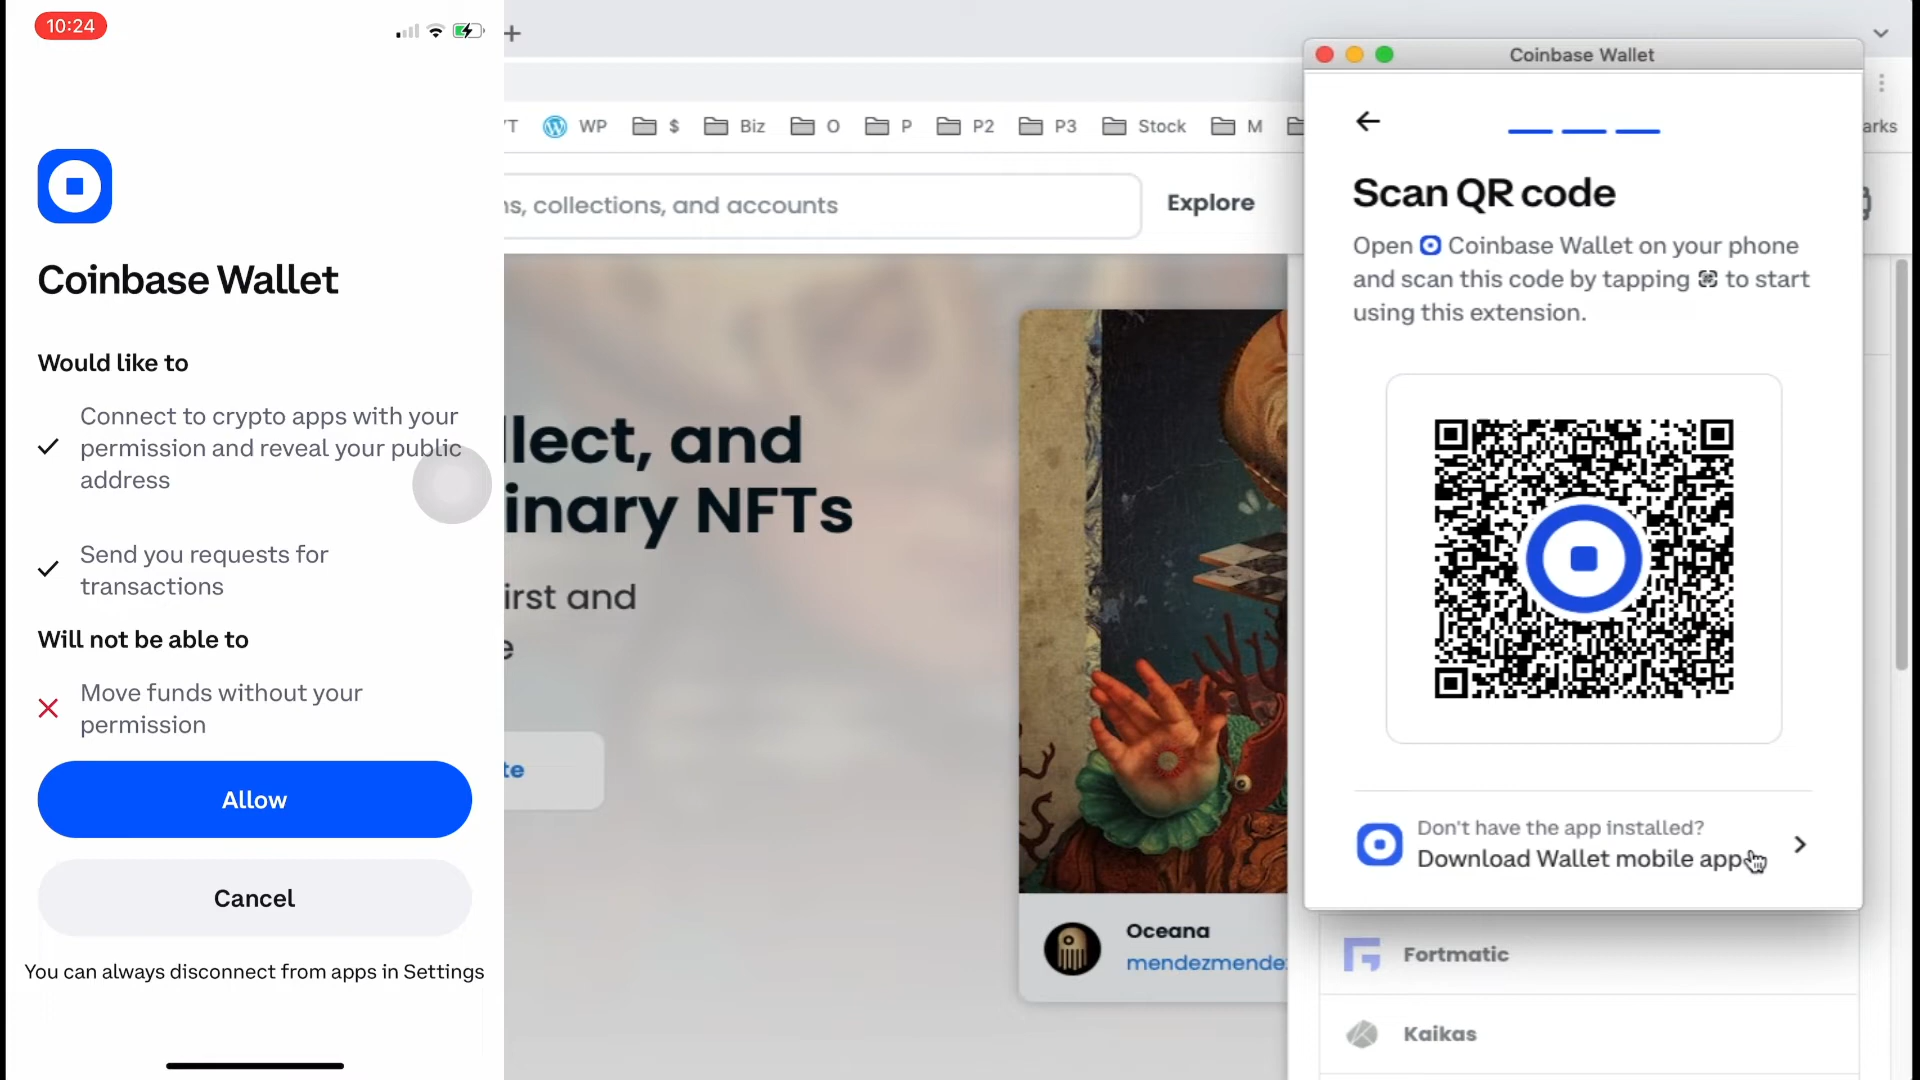 10:24
Coinbase Wallet
Would like to
Connect to crypto apps with your
permission and reveal your public
address
Send you requests for
transactions
Will not be able to
Move funds without your
permission
Allow
Cancel
You can always disconnect from apps in Settings
WP
$
Biz
O
P
P2
P3
Stock
M
arks
ns, collections, and accounts
Explore
llect, and
inary NFTs
irst and
e
te
Oceana
mendezmende
Coinbase Wallet
Scan QR code
Open Coinbase Wallet on your phone
and scan this code by tapping to start
using this extension.
Don't have the app installed?
Download Wallet mobile app
Fortmatic
Kaikas